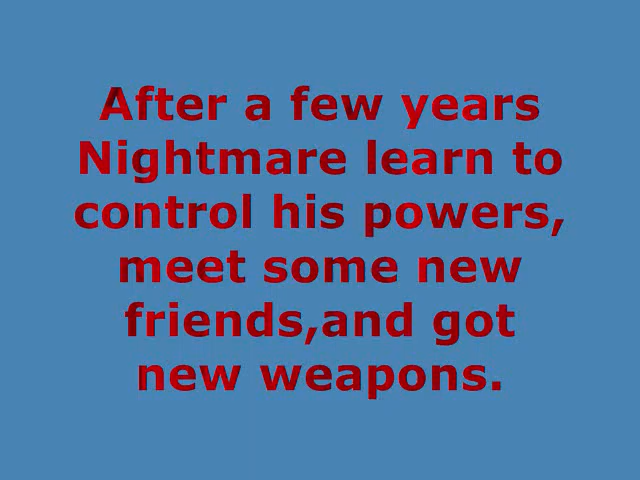 After a few years
Nightmare learn to
control his powers,
meet some new
friends,and got
new weapons.